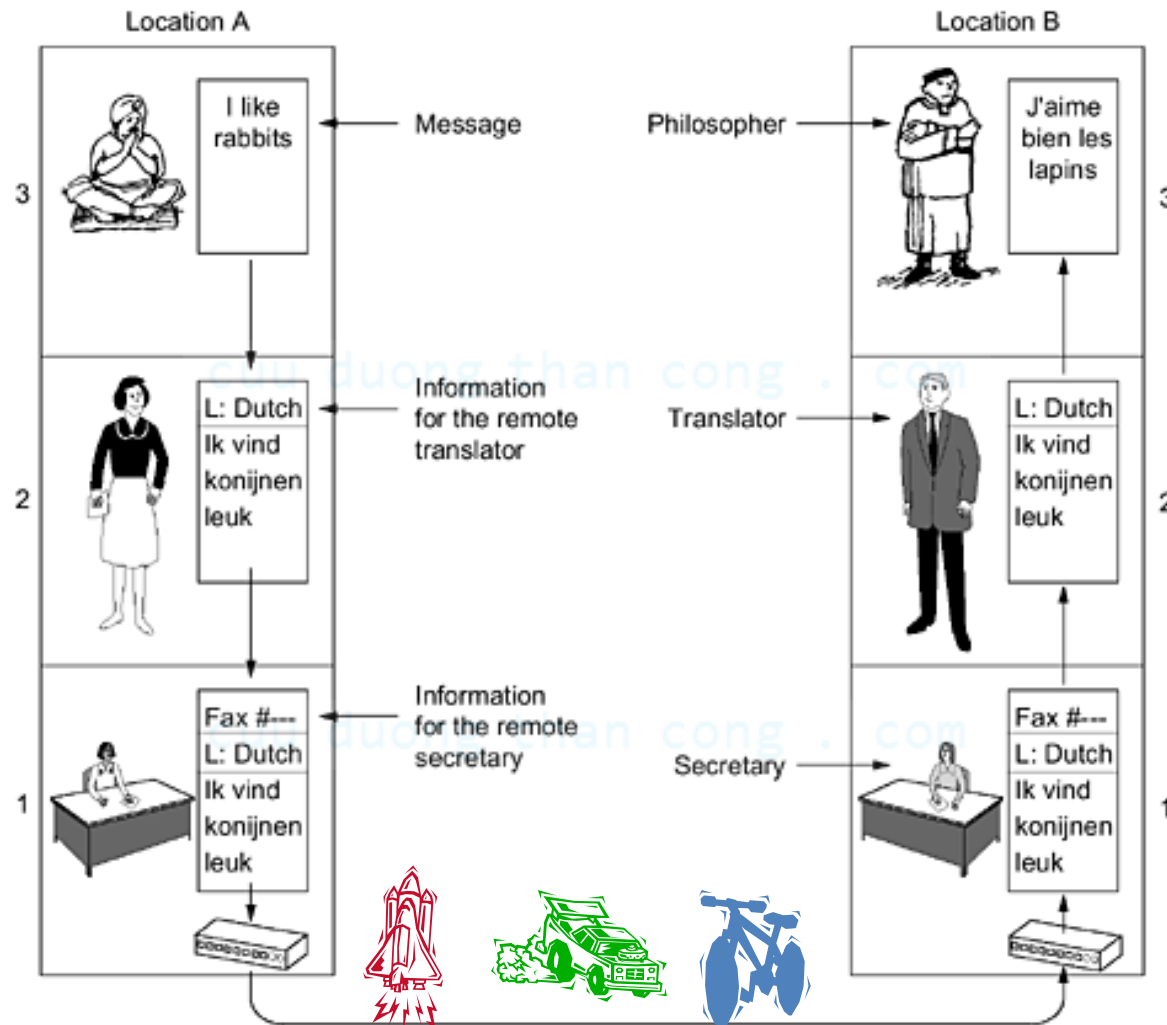 Location A
Location B
I like
rabbits
Message
Philosopher
J'aime
bien les
lapins
3
3
cuu duong than cong . com
L: Dutch
Ik vind
konijnen
leuk
Information
for the remote
translator
Translator
L: Dutch
Ik vind
konijnen
leuk
2
2
Fax #---
L: Dutch
Ik vind
konijnen
leuk
Information
for the remote
secretary
cuu duong than cong . com
Secretary
Fax #---
L: Dutch
Ik vind
konijnen
leuk
1
1